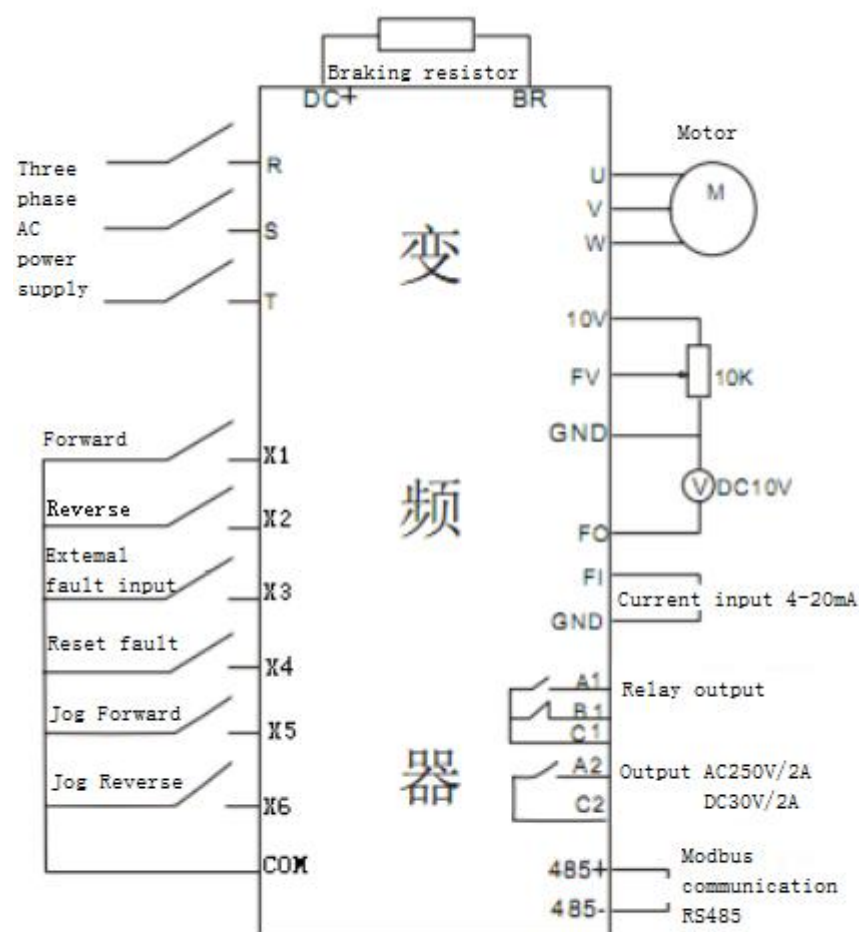 Braking resistor
DC+
BR
Three
phase
AC
power
supply
R
S
T
Motor
U
V
W
M
变
频
器
10V
FV
GND
10K
V
DC10V
FO
FI
GND
Current input 4-20mA
Forward
X1
Reverse
X2
Extemal
fault input
X3
Reset fault
X4
Jog Forward
X5
Jog Reverse
X6
COM
A1
B1
C1
Relay output
A2
C2
Output AC250V/2A
DC30V/2A
485+
485-
Modbus
communication
RS485